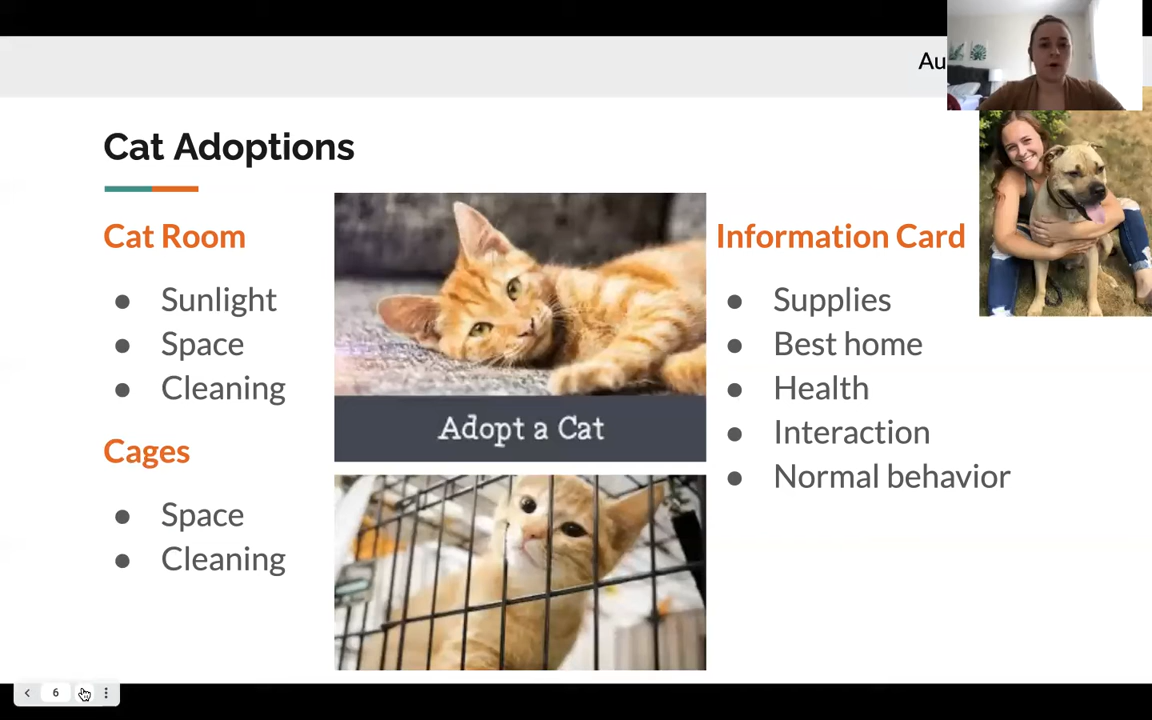 Au
Cat Adoptions
Cat Room
● Sunlight
● Space
● Cleaning
Cages
● Space
● Cleaning
Adopt a Cat
Information Card
● Supplies
● Best home
● Health
● Interaction
● Normal behavior
6